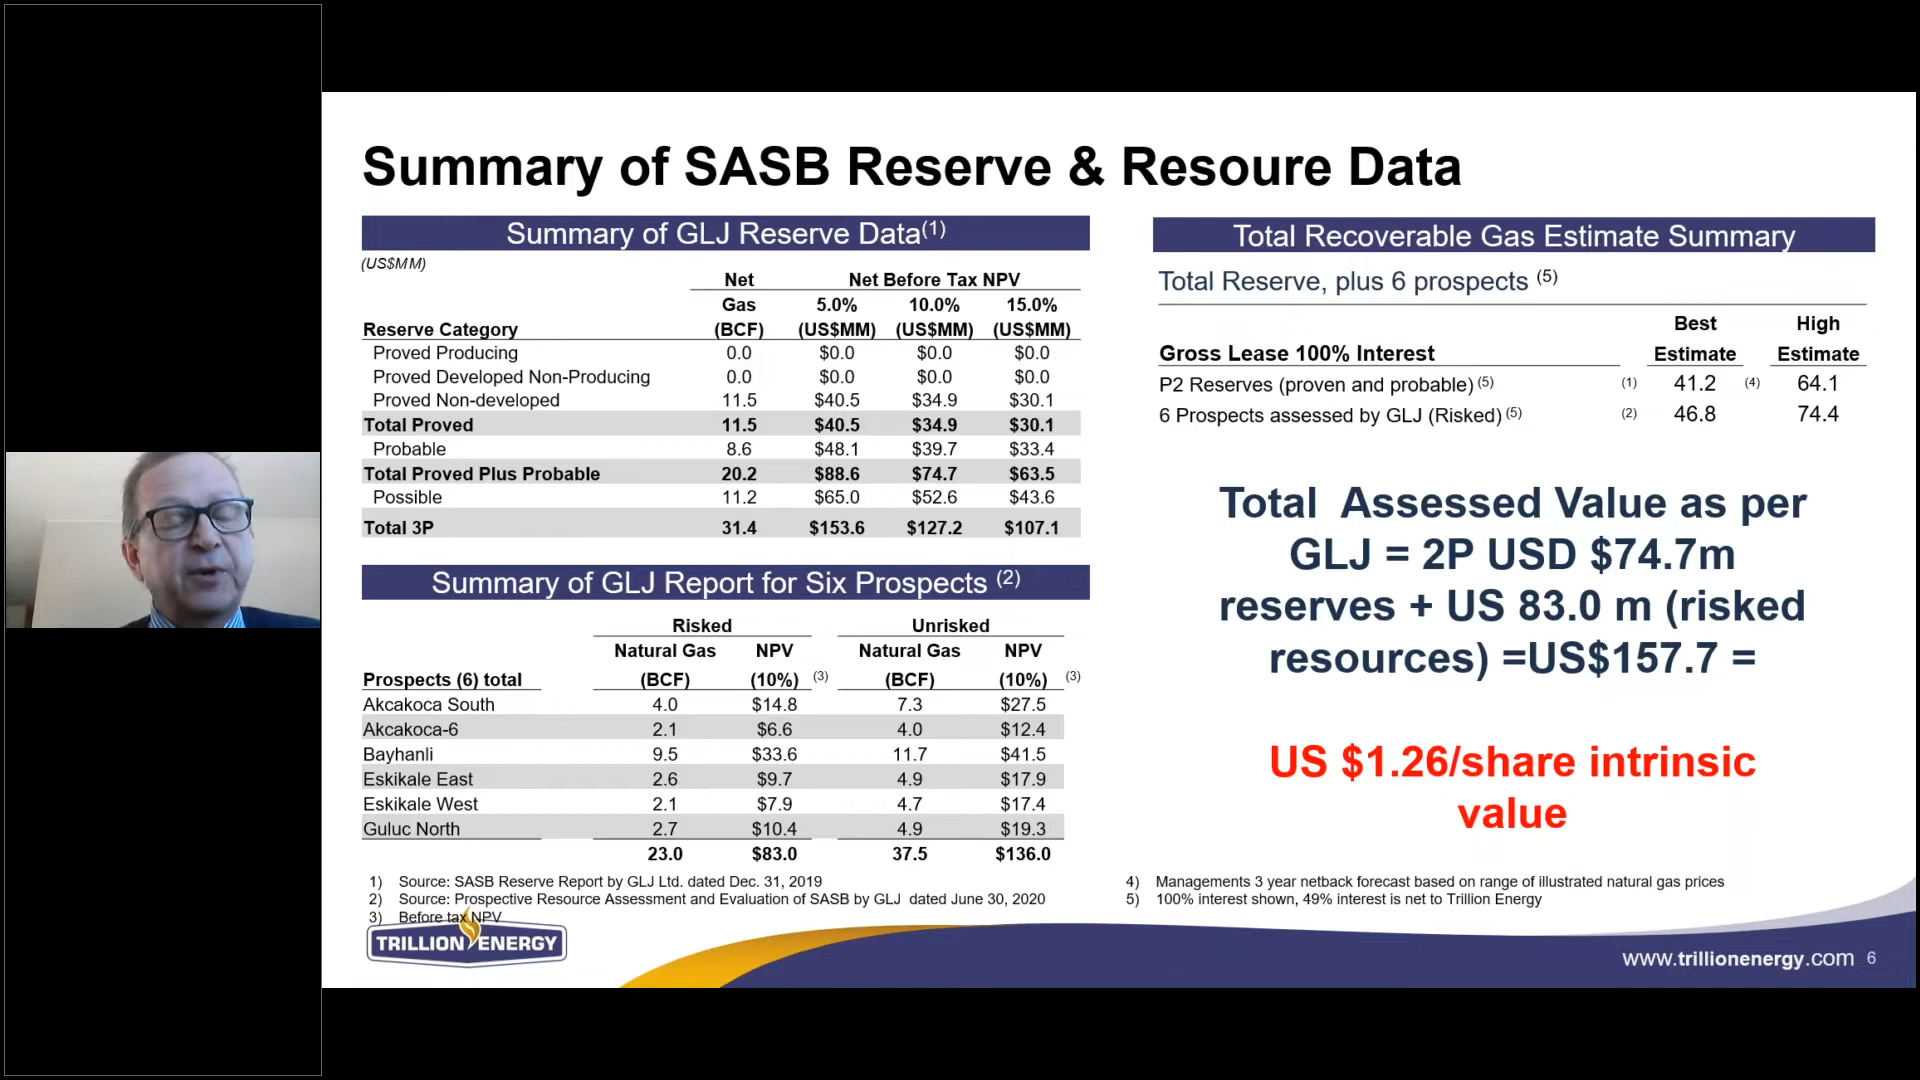 Summary of SASB Reserve & Resoure Data
Summary of GLJ Reserve Data(1)
(US$MM)
Net Net Before Tax NPV
Gas 5.0% 10.0% 15.0%
Reserve Category (BCF) (US$MM) (US$MM) (US$MM)
Proved Producing 0.0 $0.0 $0.0 $0.0
Proved Developed Non-Producing 0.0 $0.0 $0.0 $0.0
Proved Non-developed 11.5 $40.5 $34.9 $30.1
Total Proved 11.5 $40.5 $34.9 $30.1
Probable 8.6 $48.1 $39.7 $33.4
Total Proved Plus Probable 20.2 $88.6 $74.7 $63.5
Possible 11.2 $65.0 $52.6 $43.6
Total 3P 31.4 $153.6 $127.2 $107.1
Summary of GLJ Report for Six Prospects (2)
Risked Unrisked
Natural Gas NPV Natural Gas NPV
Prospects (6) total (BCF) (10%) (3) (BCF) (10%) (3)
Akcakoca South 4.0 $14.8 7.3 $27.5
Akcakoca-6 2.1 $6.6 4.0 $12.4
Bayhanli 9.5 $33.6 11.7 $41.5
Eskikale East 2.6 $9.7 4.9 $17.9
Eskikale West 2.1 $7.9 4.7 $17.4
Guluc North 2.7 $10.4 4.9 $19.3
23.0 $83.0 37.5 $136.0
1) Source: SASB Reserve Report by GLJ Ltd. dated Dec. 31, 2019
2) Source: Prospective Resource Assessment and Evaluation of SASB by GLJ dated June 30, 2020
3) Before tax NPV
TRILLION ENERGY
Total Recoverable Gas Estimate Summary
Total Reserve, plus 6 prospects (5)
Best High
Gross Lease 100% Interest Estimate Estimate
P2 Reserves (proven and probable) (5) (1) 41.2 (4) 64.1
6 Prospects assessed by GLJ (Risked) (5) (2) 46.8 74.4
Total Assessed Value as per
GLJ = 2P USD $74.7m
reserves + US 83.0 m (risked
resources) =US$157.7 =
US $1.26/share intrinsic
value
4) Managements 3 year netback forecast based on range of illustrated natural gas prices
5) 100% interest shown, 49% interest is net to Trillion Energy
www.trillionenergy.com 6